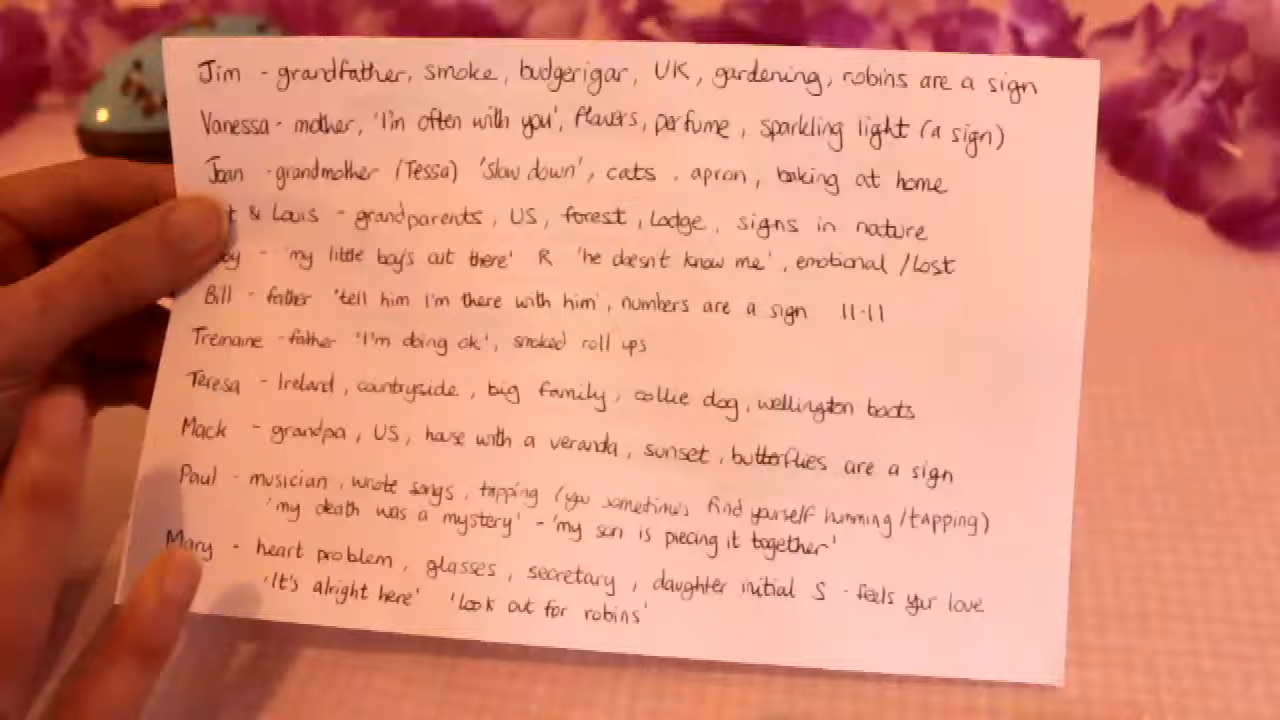 Jim - grandfather, smoke, budgerigar, UK, gardening, robins are a sign
Vanessa - mother, 'I'm often with you', flowers, perfume, sparkling light (a sign)
Joan - grandmother (Tessa) 'slow down', cats, apron, baking at home
& Louis - grandparents, US, forest, lodge, signs in nature
- 'my little boy's out there' R 'he doesn't know me', emotional/lost
Bill - father 'tell him I'm there with him', numbers are a sign 11.11
Tremaine - father 'I'm doing ok', smoked roll ups
Teresa - Ireland, countryside, big family, collie dog, wellington boots
Mack - grandpa, US, house with a veranda, sunset, butterflies are a sign
Paul - musician, wrote songs, tapping (you sometimes find yourself humming/tapping)
'my death was a mystery' - 'my son is piecing it together'
Mary - heart problem, glasses, secretary, daughter initial S - feels your love
'It's alright here' 'look out for robins'